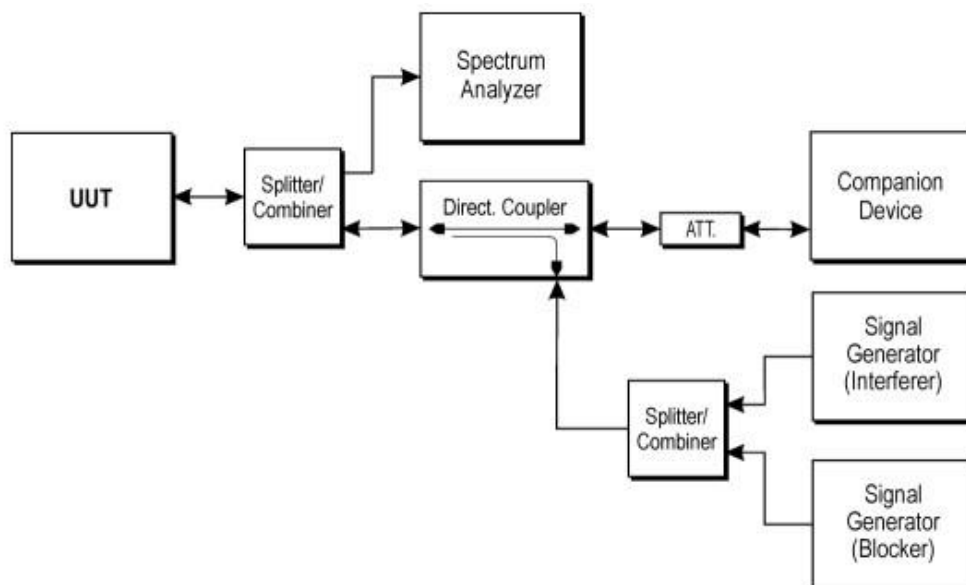 Spectrum
Analyzer
UUT
Splitter/
Combiner
Direct. Coupler
ATT.
Companion
Device
Signal
Generator
(Interferer)
Splitter/
Combiner
Signal
Generator
(Blocker)